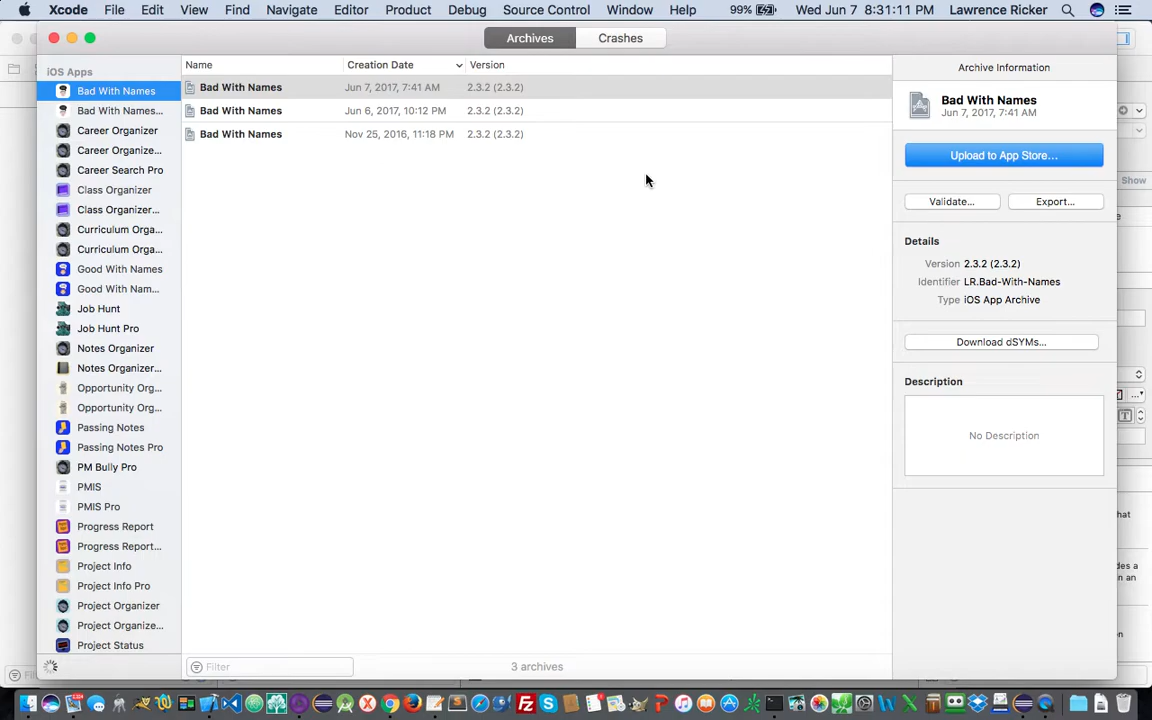 Xcode File Edit View Find Navigate Editor Product Debug Source Control Window Help 99% Wed Jun 7 8:31:11 PM Lawrence Ricker
Archives Crashes
iOS Apps
Bad With Names
Bad With Names...
Career Organizer
Career Organize...
Career Search Pro
Class Organizer
Class Organizer...
Curriculum Orga...
Curriculum Orga...
Good With Names
Good With Nam...
Job Hunt
Job Hunt Pro
Notes Organizer
Notes Organizer...
Opportunity Org...
Opportunity Org...
Passing Notes
Passing Notes Pro
PM Bully Pro
PMIS
PMIS Pro
Progress Report
Progress Report...
Project Info
Project Info Pro
Project Organizer
Project Organize...
Project Status
Name Creation Date Version
Bad With Names Jun 7, 2017, 7:41 AM 2.3.2 (2.3.2)
Bad With Names Jun 6, 2017, 10:12 PM 2.3.2 (2.3.2)
Bad With Names Nov 25, 2016, 11:18 PM 2.3.2 (2.3.2)
Filter
3 archives
Archive Information
Bad With Names
Jun 7, 2017, 7:41 AM
Upload to App Store...
Validate... Export...
Details
Version 2.3.2 (2.3.2)
Identifier LR.Bad-With-Names
Type iOS App Archive
Download dSYMs...
Description
No Description
Show
hat
des a
n an